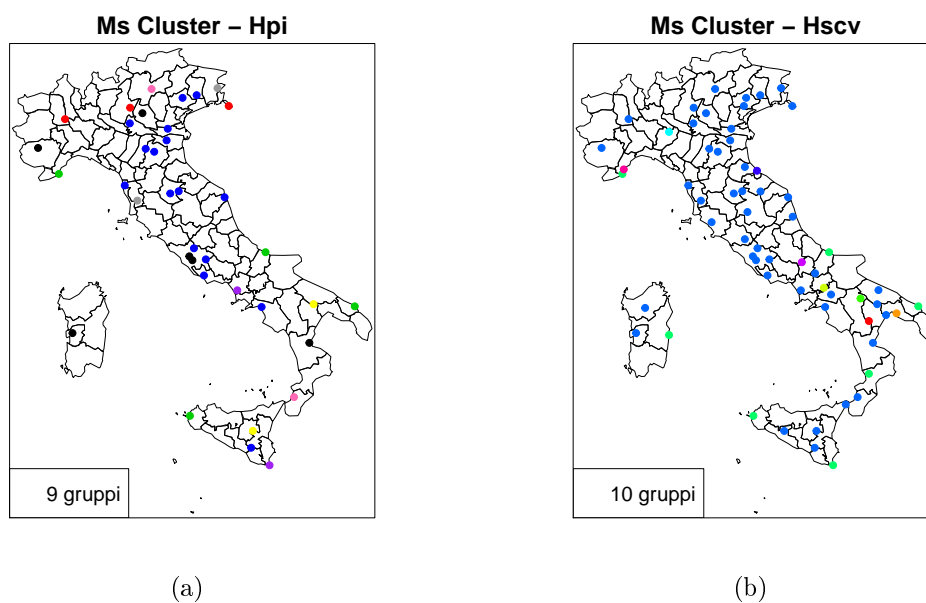 Ms Cluster – Hpi
Ms Cluster – Hscv
9 gruppi
10 gruppi
(a)
(b)